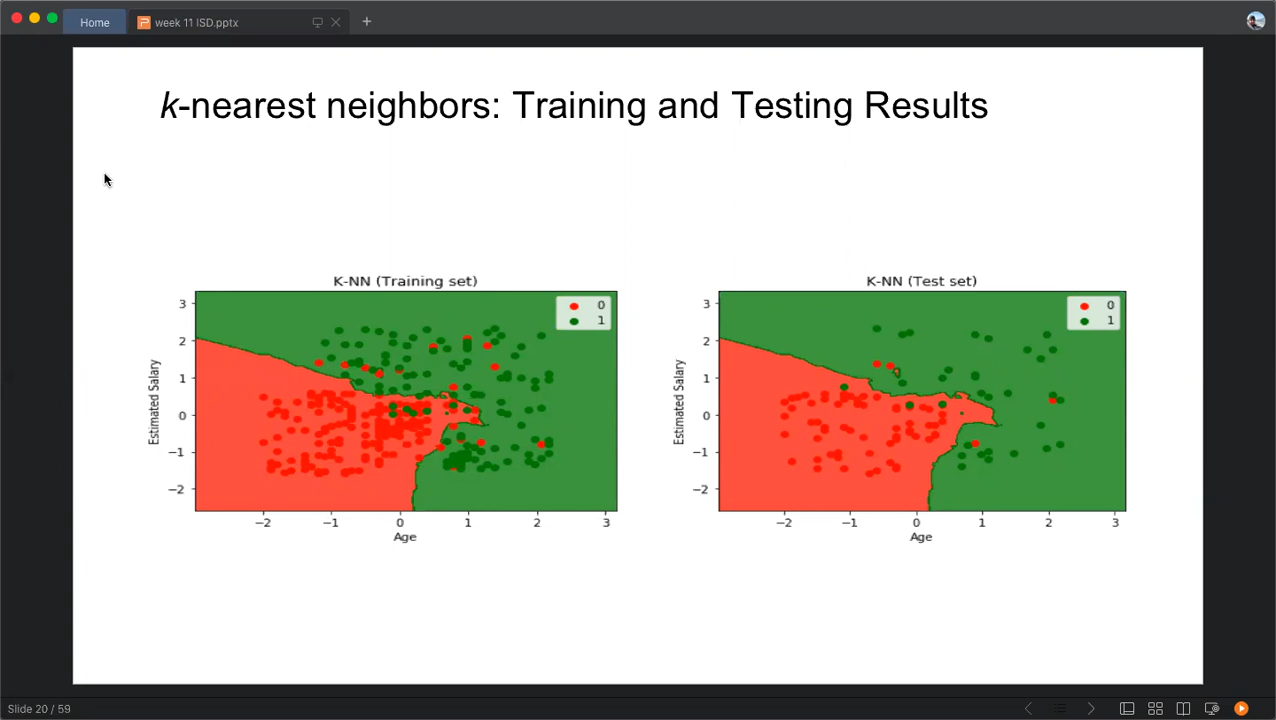 Home
week 11 ISD.pptx
k-nearest neighbors: Training and Testing Results
K-NN (Training set)
0
1
3
2
1
0
−1
−2
Estimated Salary
−2
−1
0
1
2
3
Age
K-NN (Test set)
0
1
3
2
1
0
−1
−2
Estimated Salary
−2
−1
0
1
2
3
Age
Slide 20 / 59